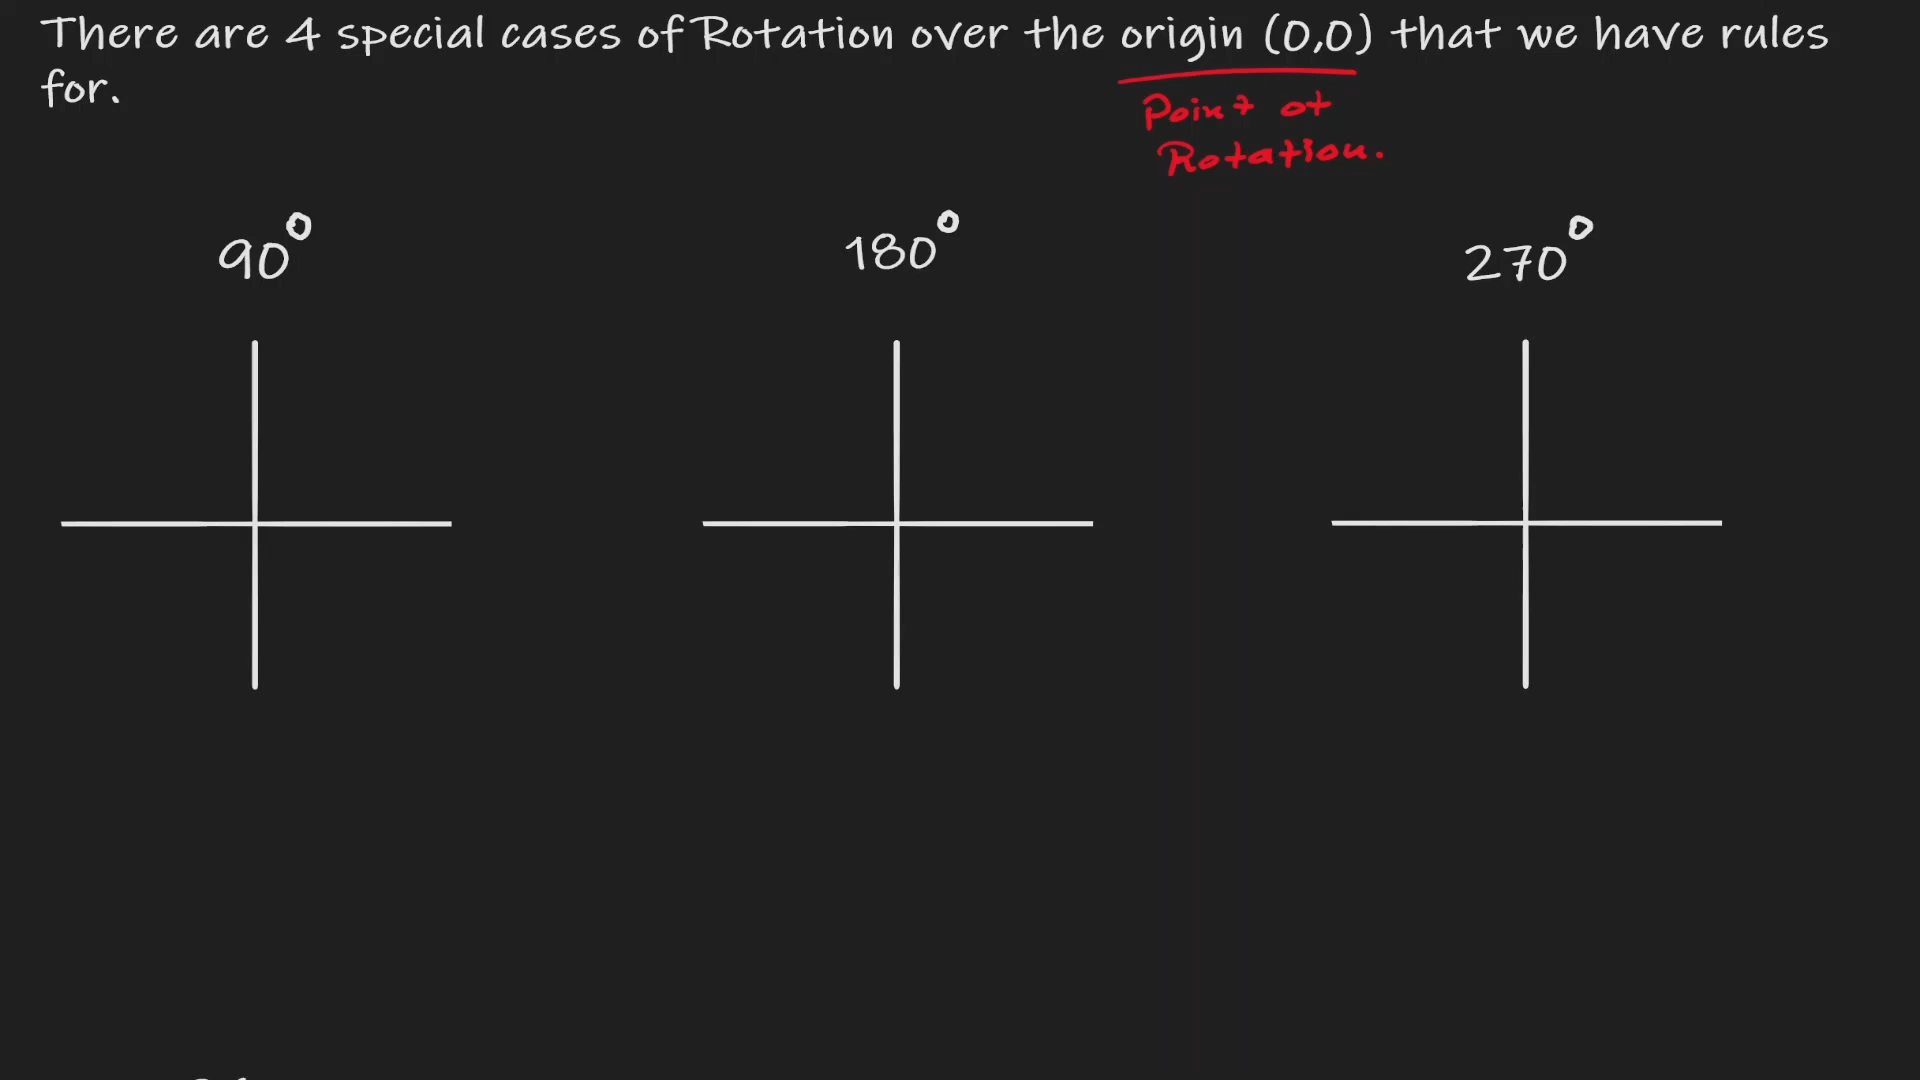 There are 4 special cases of Rotation over the origin (0,0) that we have rules
for.
Point of
Rotation.
90°
180°
270°